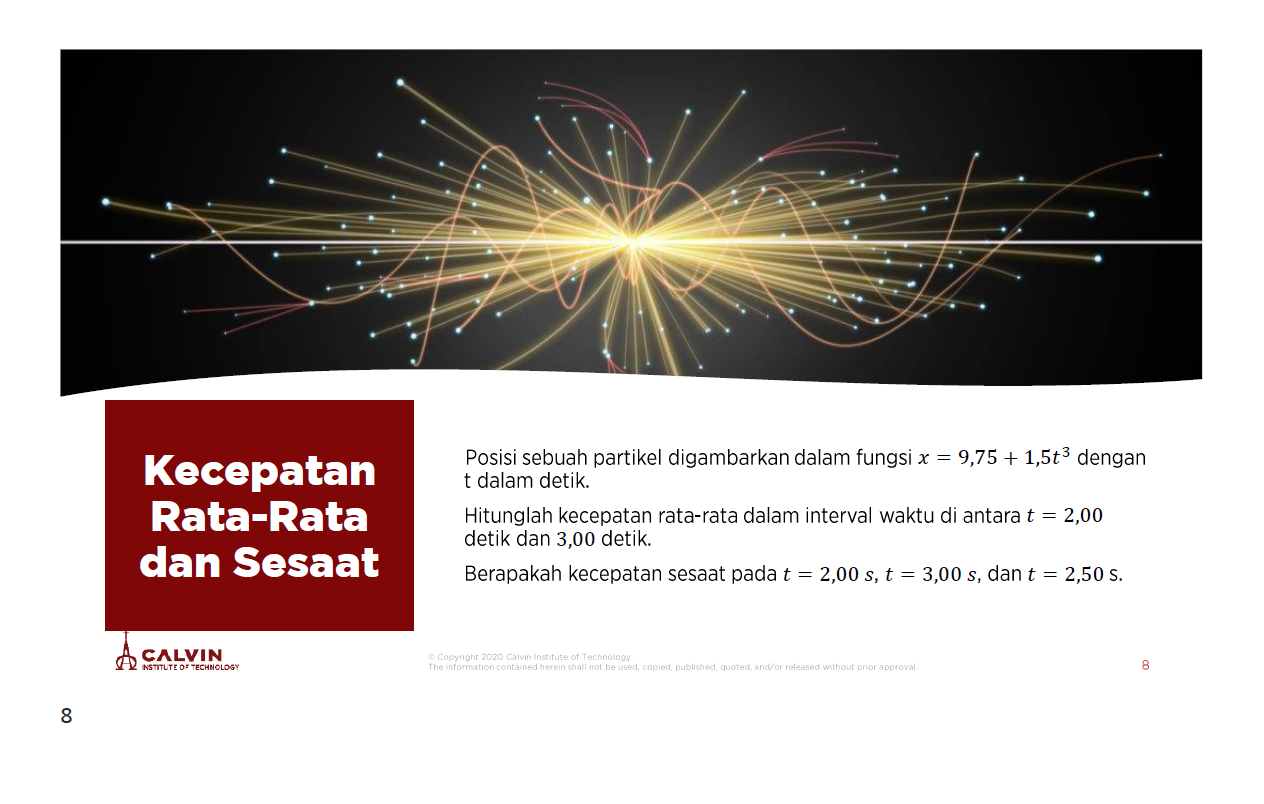 Kecepatan
Rata-Rata
dan Sesaat
Posisi sebuah partikel digambarkan dalam fungsi x = 9,75 + 1,5t³ dengan
t dalam detik.
Hitunglah kecepatan rata-rata dalam interval waktu di antara t = 2,00
detik dan 3,00 detik.
Berapakah kecepatan sesaat pada t = 2,00 s, t = 3,00 s, dan t = 2,50 s.
CALVIN
INSTITUTE OF TECHNOLOGY
© Copyright 2020 Calvin Institute of Technology.
The information contained herein shall not be used, copied, published, quoted, and/or released without prior approval.
8
8